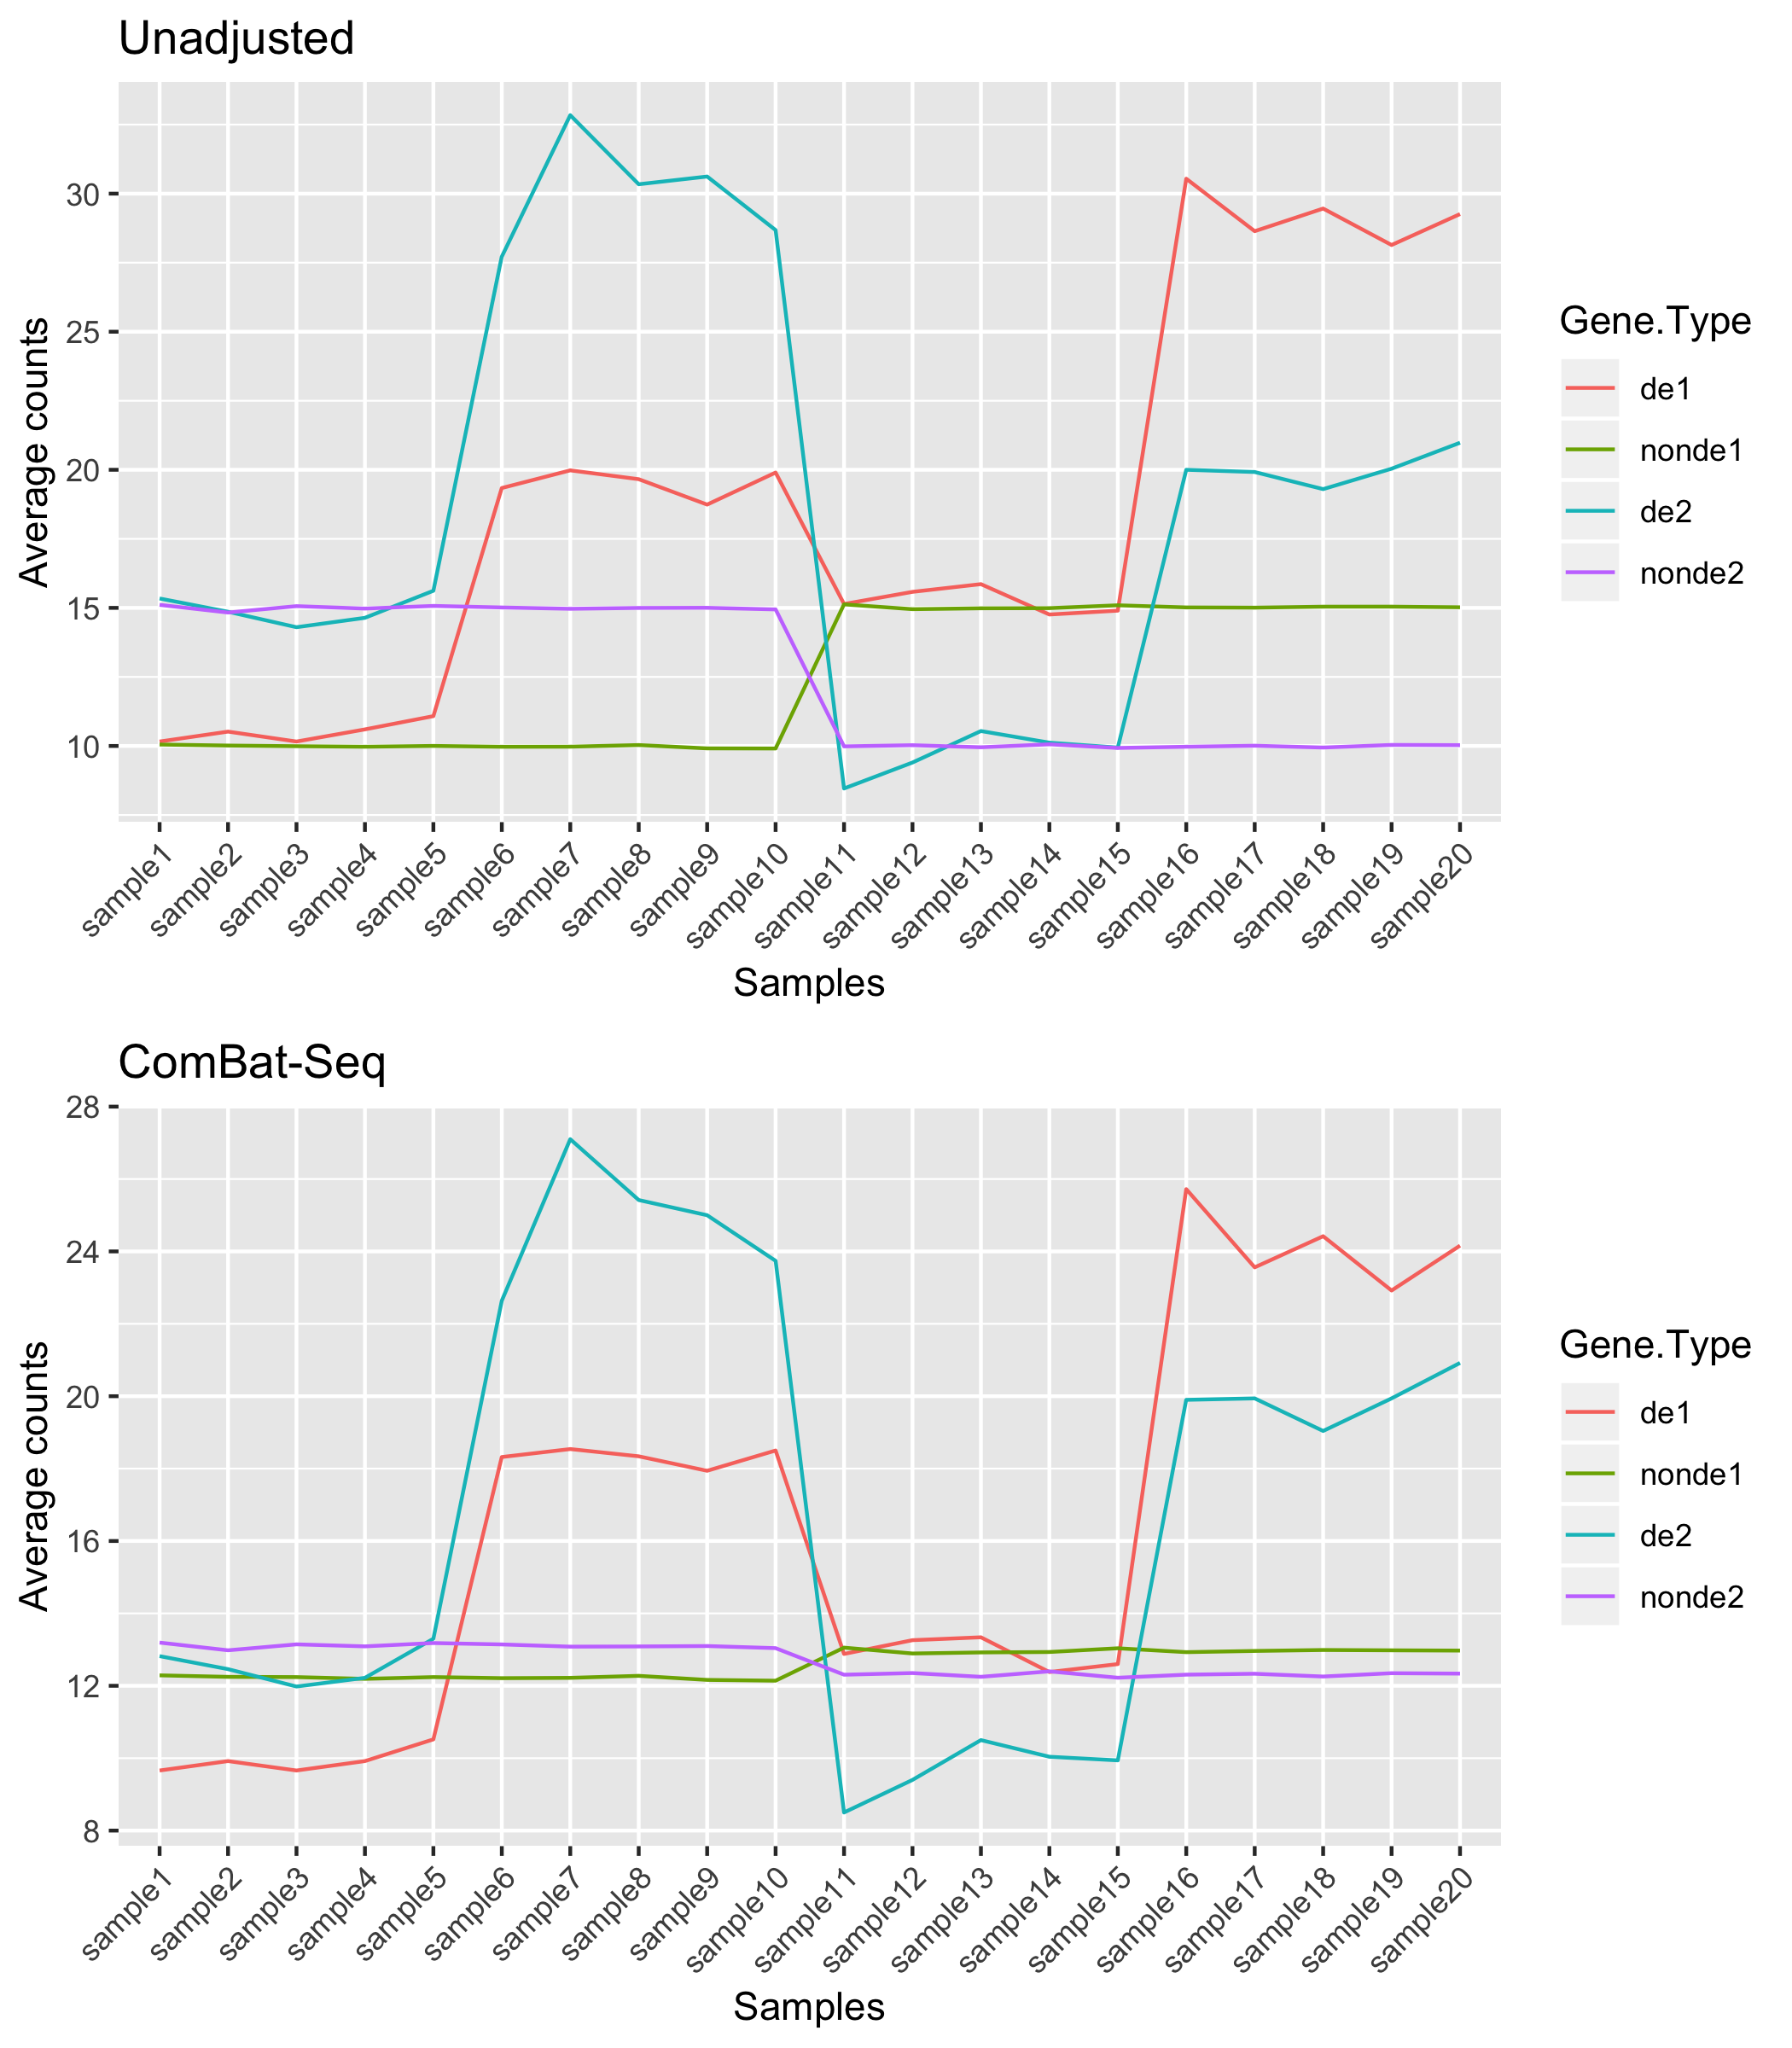 Unadjusted
Average counts
30
25
20
15
10
sample1
sample2
sample3
sample4
sample5
sample6
sample7
sample8
sample9
sample10
sample11
sample12
sample13
sample14
sample15
sample16
sample17
sample18
sample19
sample20
Samples
Gene.Type
de1
nonde1
de2
nonde2
ComBat-Seq
Average counts
28
24
20
16
12
8
sample1
sample2
sample3
sample4
sample5
sample6
sample7
sample8
sample9
sample10
sample11
sample12
sample13
sample14
sample15
sample16
sample17
sample18
sample19
sample20
Samples
Gene.Type
de1
nonde1
de2
nonde2